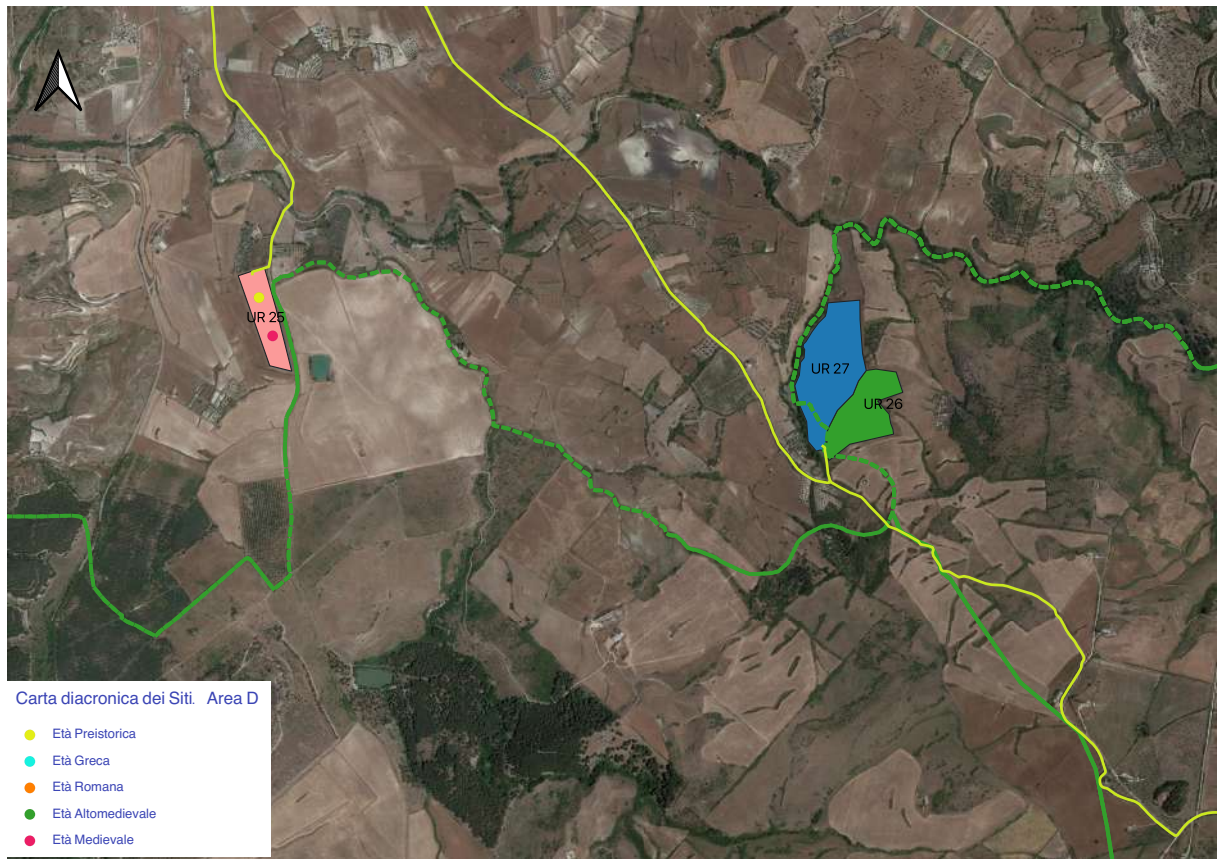 UR 25
UR 27
UR 26
Carta diacronica dei Siti. Area D
Età Preistorica
Età Greca
Età Romana
Età Altomedievale
Età Medievale